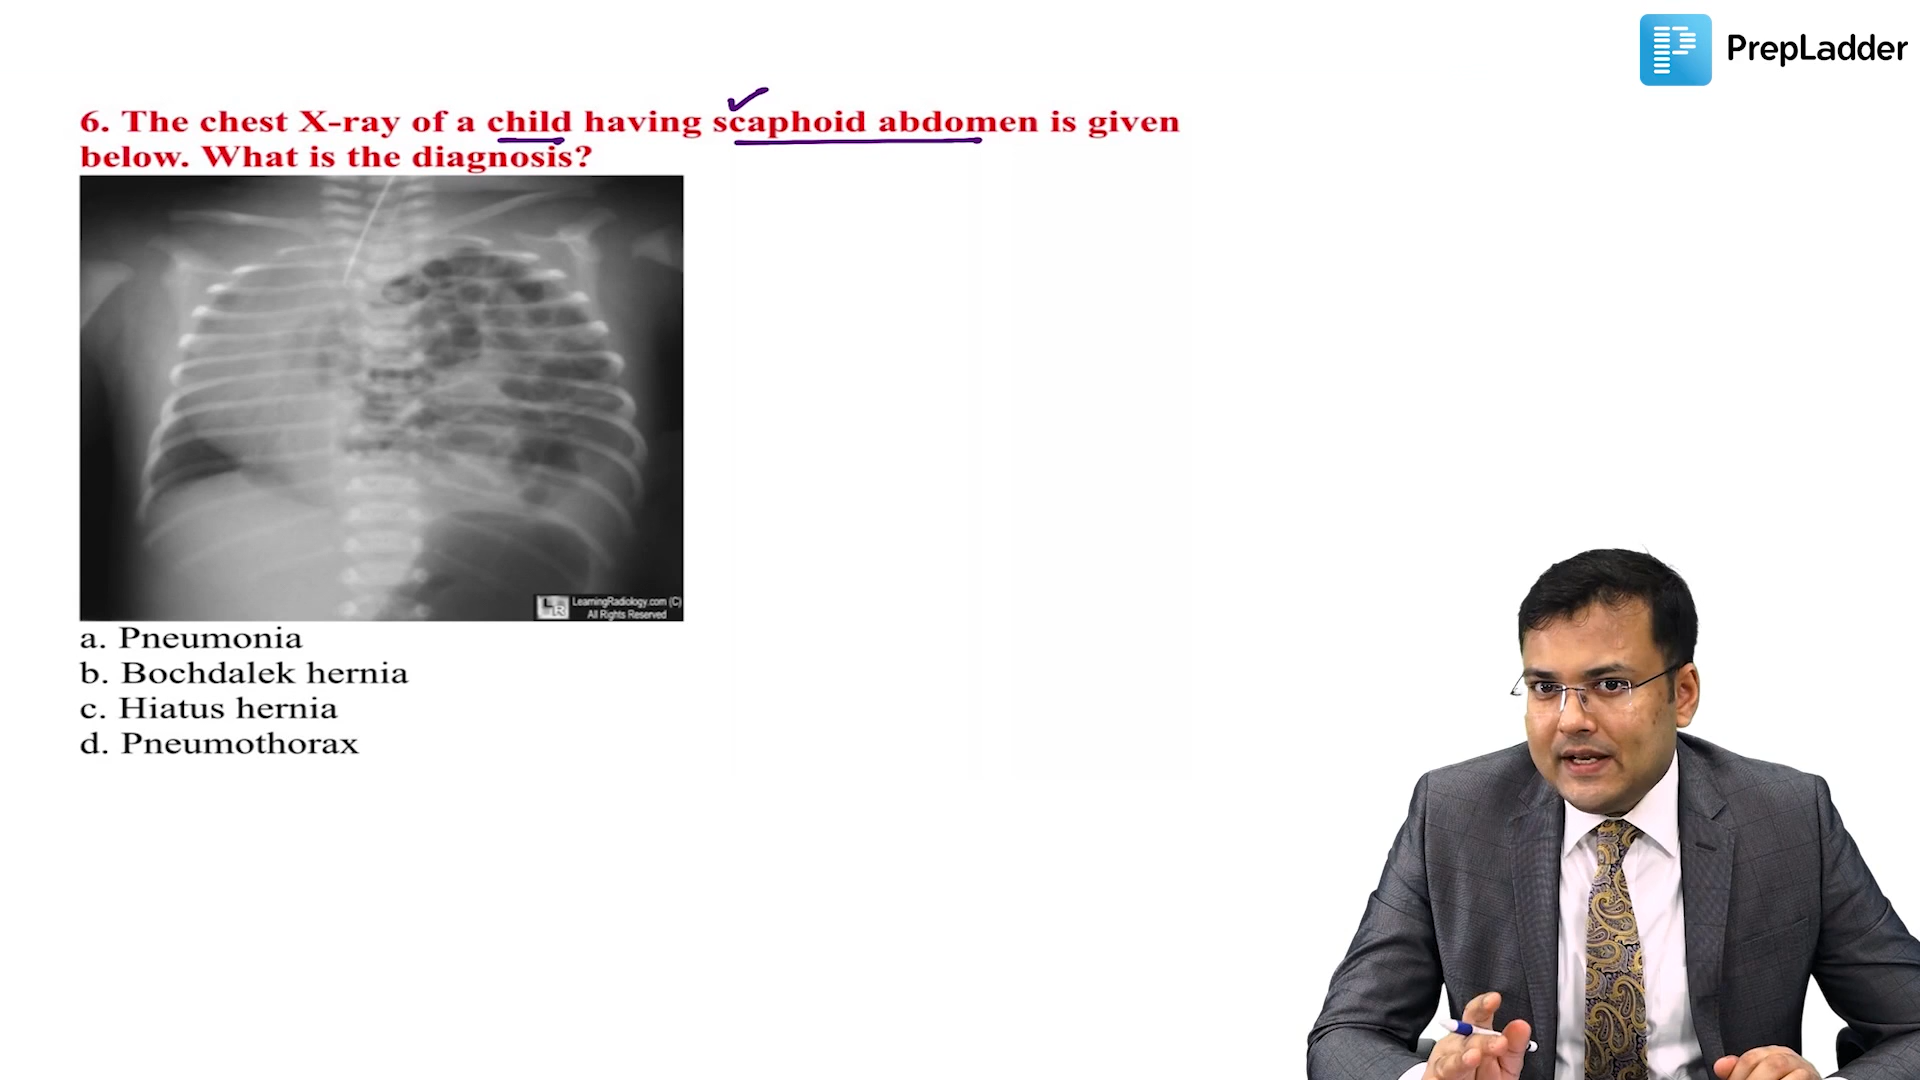 PrepLadder
6. The chest X-ray of a child having scaphoid abdomen is given
below. What is the diagnosis?
LR
LearningRadiology.com (C)
All Rights Reserved
a. Pneumonia
b. Bochdalek hernia
c. Hiatus hernia
d. Pneumothorax